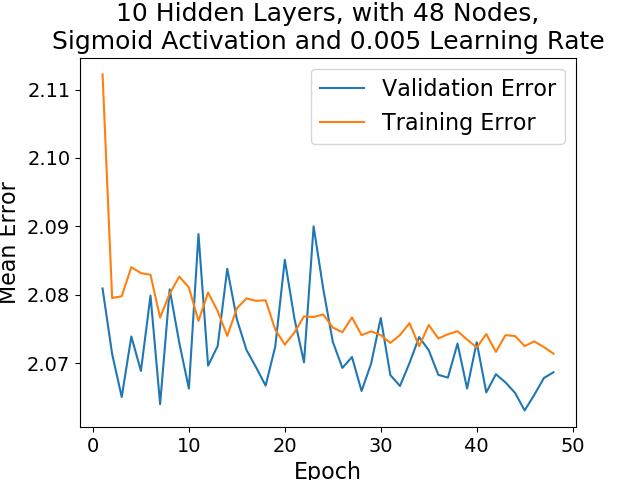 10 Hidden Layers, with 48 Nodes,
Sigmoid Activation and 0.005 Learning Rate
Validation Error
Training Error
Mean Error
2.11
2.10
2.09
2.08
2.07
0 10 20 30 40 50
Epoch